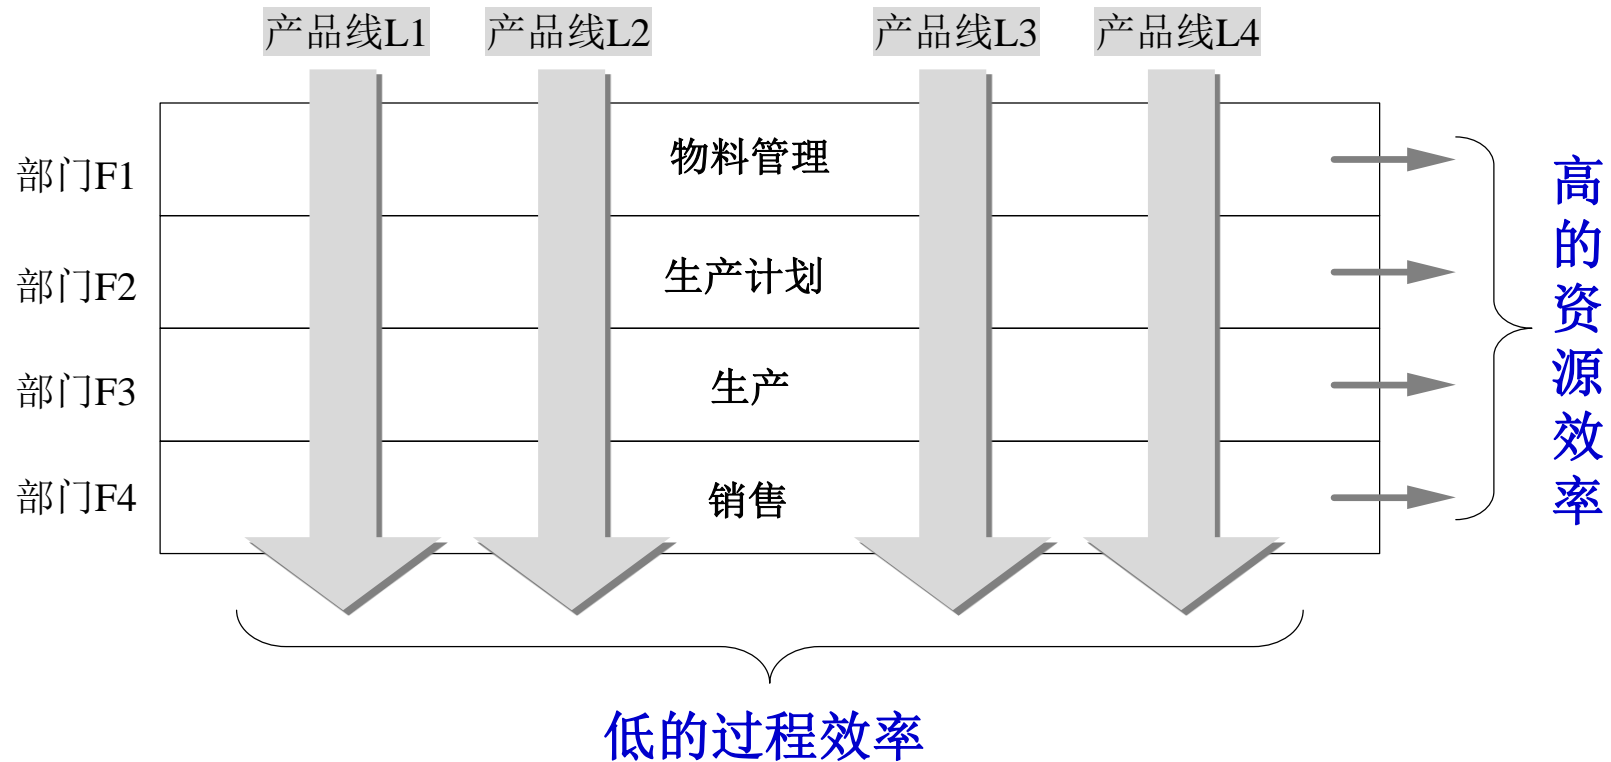 产品线L1
产品线L2
产品线L3
产品线L4
部门F1
物料管理
部门F2
生产计划
部门F3
生产
部门F4
销售
高的资源效率
低的过程效率